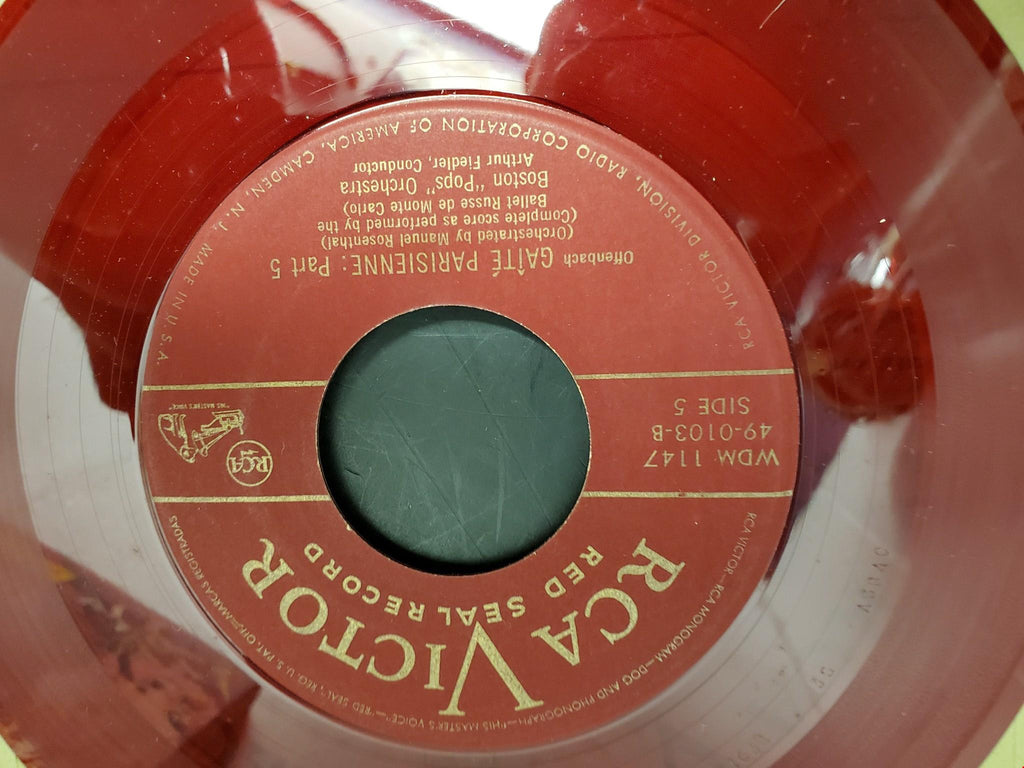 RCA VICTOR
RED SEAL RECORD
RCA VICTOR—RCA MONOGRAM—DOG AND PHONOGRAPH—"HIS MASTER'S VOICE"—"RED SEAL", REG. U.S. PAT. OFF.—MARCAS REGISTRADAS
WDM 1147
49-0103-B
SIDE 5
RCA
"HIS MASTER'S VOICE"
Offenbach GAÎTÉ PARISIENNE: Part 5
(Orchestrated by Manuel Rosenthal)
(Complete score as performed by the
Ballet Russe de Monte Carlo)
Boston "Pops" Orchestra
Arthur Fiedler, Conductor
RCA VICTOR DIVISION, RADIO CORPORATION OF AMERICA, CAMDEN, N. J. MADE IN U.S.A.